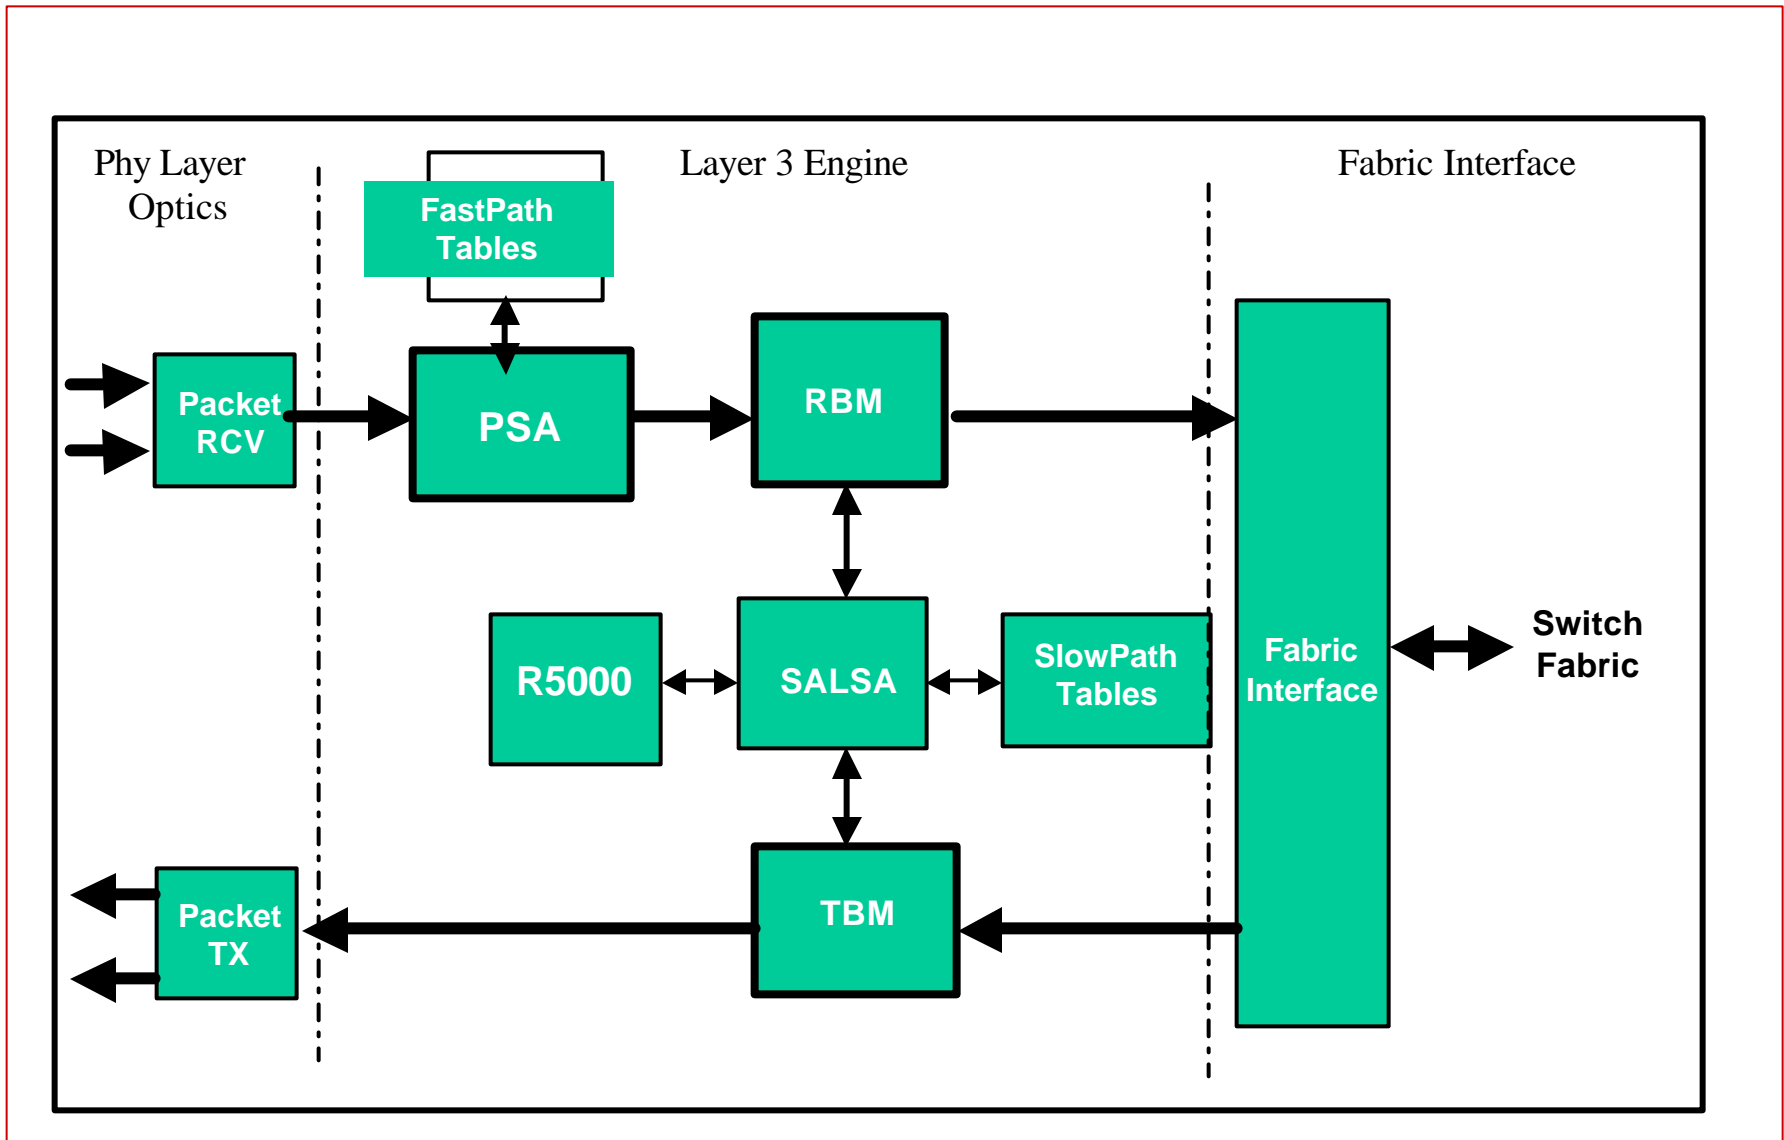 Phy Layer
Optics
Layer 3 Engine
Fabric Interface
FastPath
Tables
Packet
RCV
PSA
RBM
R5000
SALSA
SlowPath
Tables
Fabric
Interface
Switch
Fabric
Packet
TX
TBM